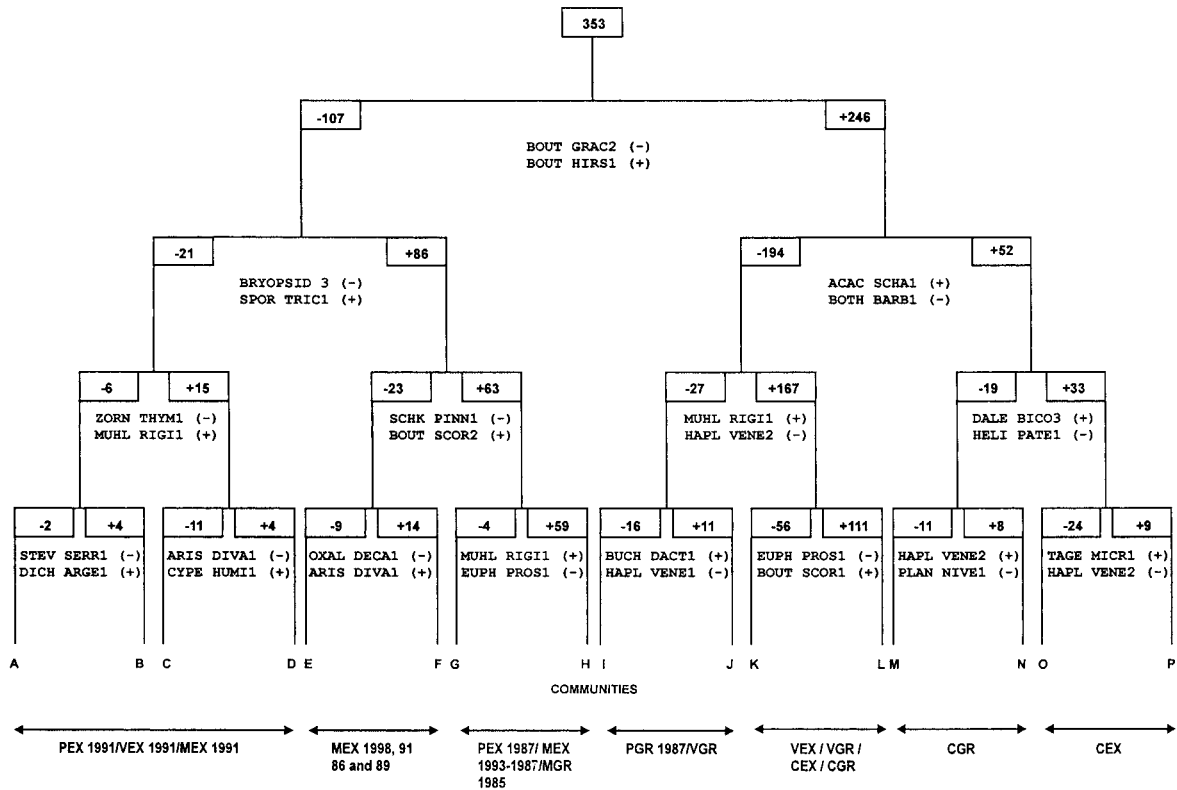 353
-107 +246
BOUT GRAC2 (-)
BOUT HIRS1 (+)
-21 +86 -194 +52
BRYOPSID 3 (-) ACAC SCHA1 (+)
SPOR TRIC1 (+) BOTH BARB1 (-)
-6 +15 -23 +63 -27 +167 -19 +33
ZORN THYM1 (-) SCHK PINN1 (-) MUHL RIGI1 (+) DALE BICO3 (+)
MUHL RIGI1 (+) BOUT SCOR2 (+) HAPL VENE2 (-) HELI PATE1 (-)
-2 +4 -11 +4 -9 +14 -4 +59 -16 +11 -56 +111 -11 +8 -24 +9
STEV SERR1 (-) ARIS DIVA1 (-) OXAL DECA1 (-) MUHL RIGI1 (+) BUCH DACT1 (+) EUPH PROS1 (-) HAPL VENE2 (+) TAGE MICR1 (+)
DICH ARGE1 (+) CYPE HUMI1 (+) ARIS DIVA1 (+) EUPH PROS1 (-) HAPL VENE1 (-) BOUT SCOR1 (+) PLAN NIVE1 (-) HAPL VENE2 (-)
A B C D E F G H I J K L M N O P
COMMUNITIES
PEX 1991/VEX 1991/MEX 1991 MEX 1998, 91 PEX 1987/ MEX PGR 1987/VGR VEX / VGR / CGR CEX
86 and 89 1993-1987/MGR CEX / CGR
1985